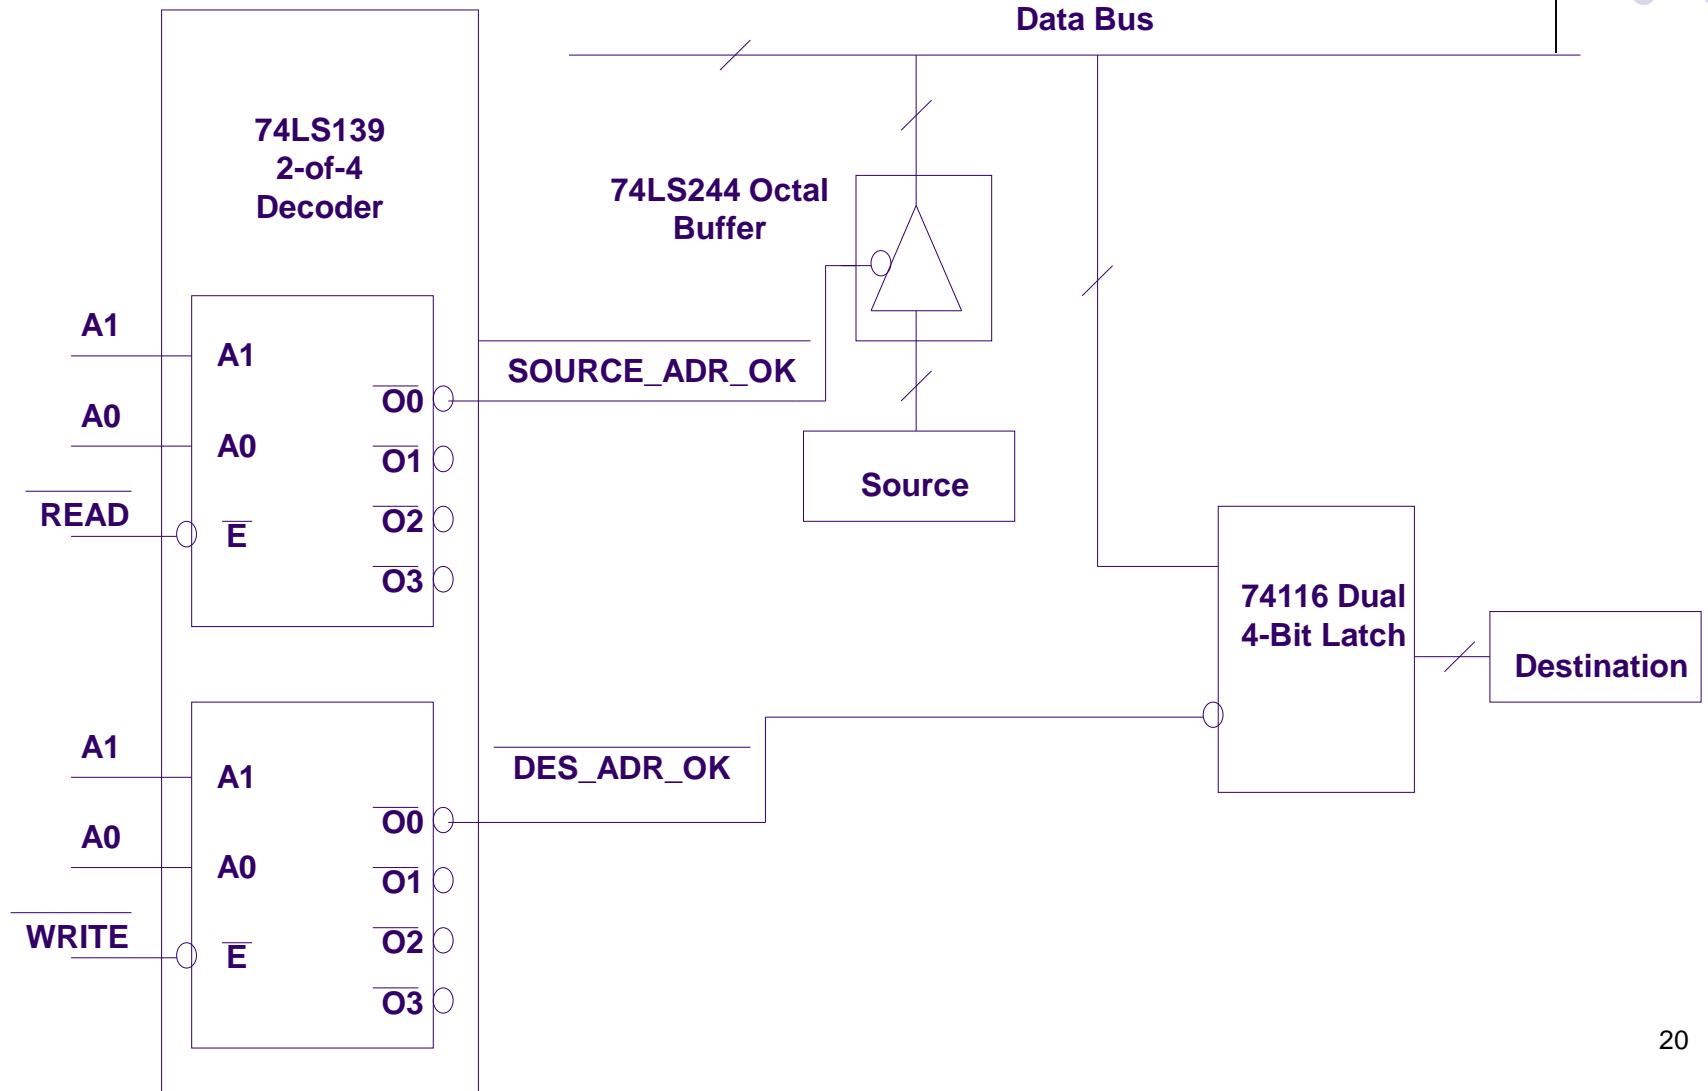 Data Bus
74LS139
2-of-4
Decoder
74LS244 Octal
Buffer
A1
A1
SOURCE_ADR_OK
O0
A0
A0
O1
Source
READ
E
O2
O3
74116 Dual
4-Bit Latch
Destination
A1
A1
DES_ADR_OK
O0
A0
A0
O1
WRITE
E
O2
O3
20